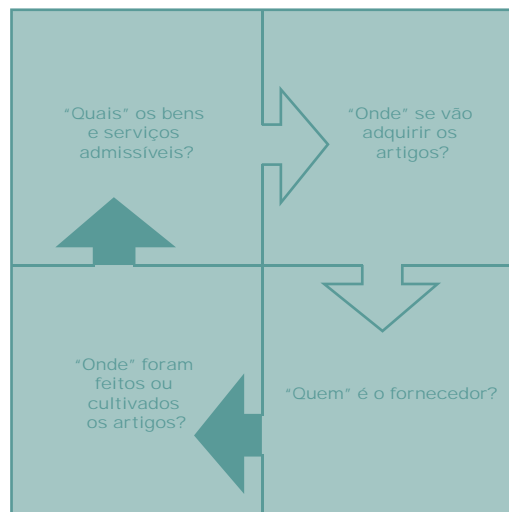 “Quais” os bens
e serviços
admissíveis?
“Onde” se vão
adquirir os
artigos?
“Onde” foram
feitos ou
cultivados
os artigos?
“Quem” é o fornecedor?